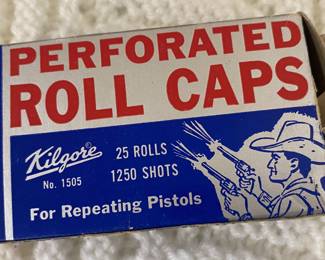 PERFORATED
ROLL CAPS
Kilgore
No. 1505
25 ROLLS
1250 SHOTS
For Repeating Pistols